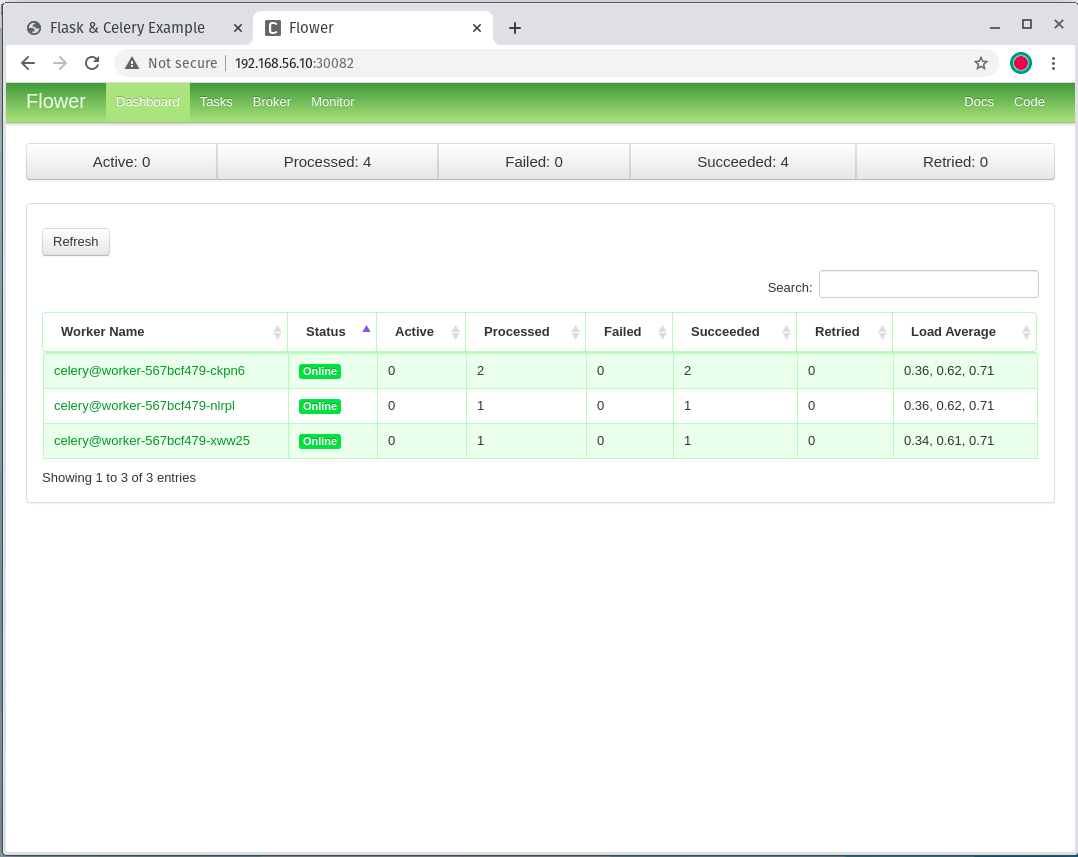 Flask & Celery Example
Flower
Not secure 192.168.56.10:30082
Flower Dashboard Tasks Broker Monitor Docs Code
Active: 0 Processed: 4 Failed: 0 Succeeded: 4 Retried: 0
Refresh
Search:
Worker Name Status Active Processed Failed Succeeded Retried Load Average
celery@worker-567bcf479-ckpn6 Online 0 2 0 2 0 0.36, 0.62, 0.71
celery@worker-567bcf479-nlrpl Online 0 1 0 1 0 0.36, 0.62, 0.71
celery@worker-567bcf479-xww25 Online 0 1 0 1 0 0.34, 0.61, 0.71
Showing 1 to 3 of 3 entries